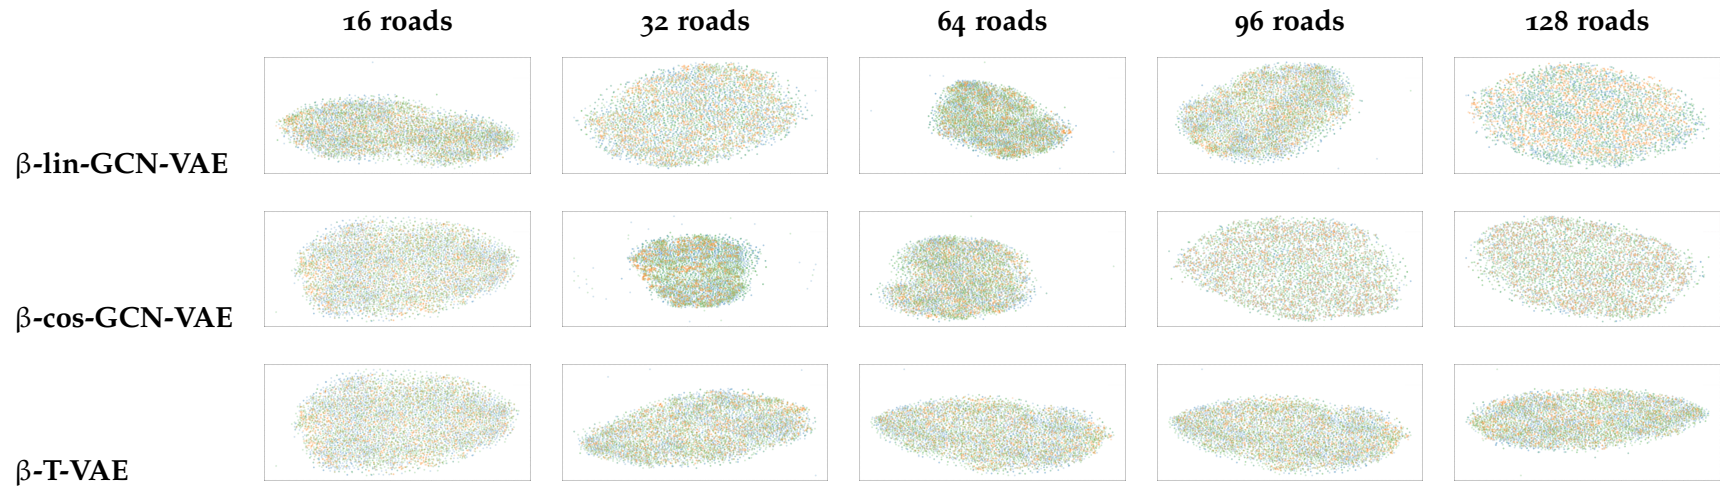 16 roads 32 roads 64 roads 96 roads 128 roads
β-lin-GCN-VAE
β-cos-GCN-VAE
β-T-VAE